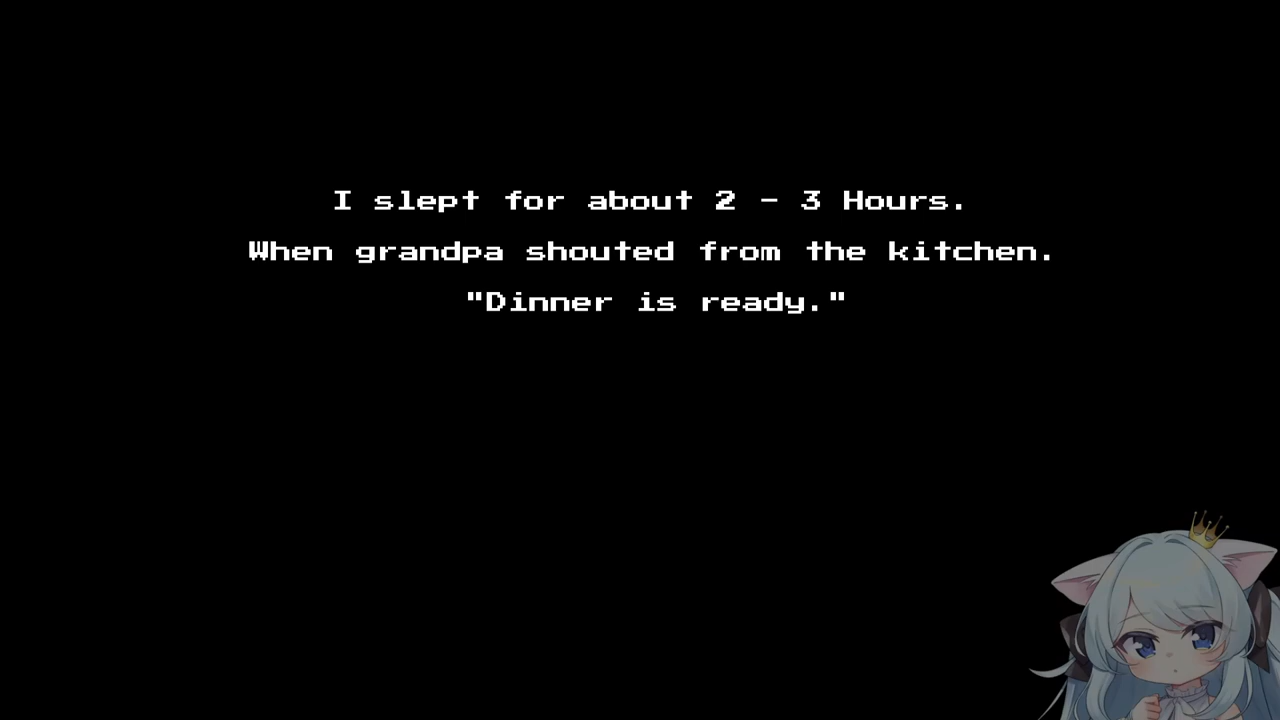 I slept for about 2 - 3 Hours.
When grandpa shouted from the kitchen.
"Dinner is ready."